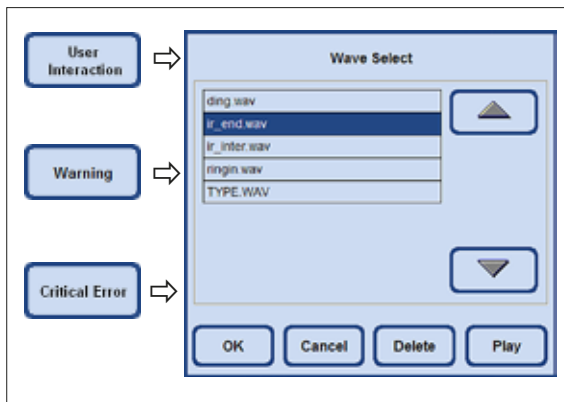 User
Interaction
Warning
Critical Error
Wave Select
ding.wav
ir_end.wav
ir_inter.wav
ringin.wav
TYPE.WAV
OK
Cancel
Delete
Play